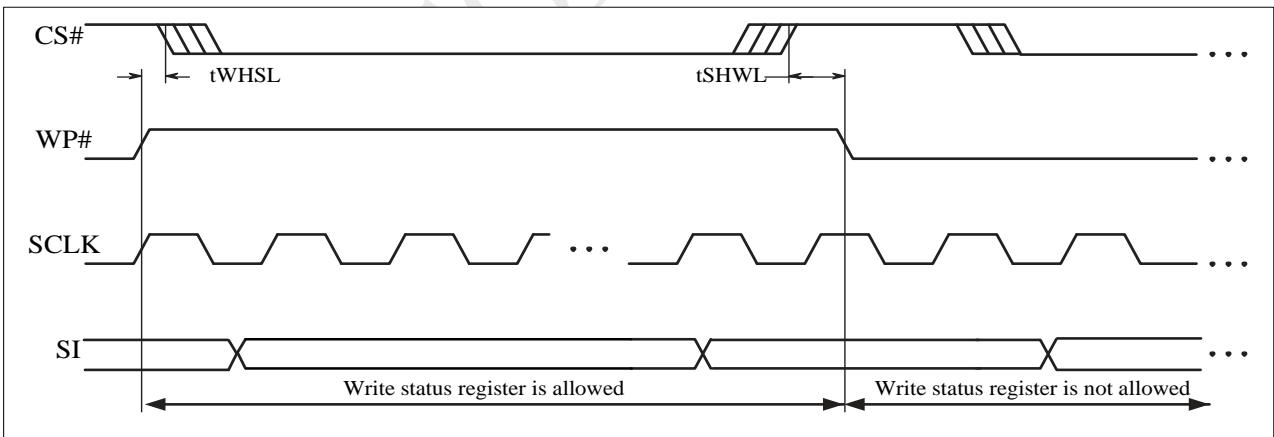 CS#
tWHSL
tSHWL
WP#
SCLK
SI
Write status register is allowed
Write status register is not allowed